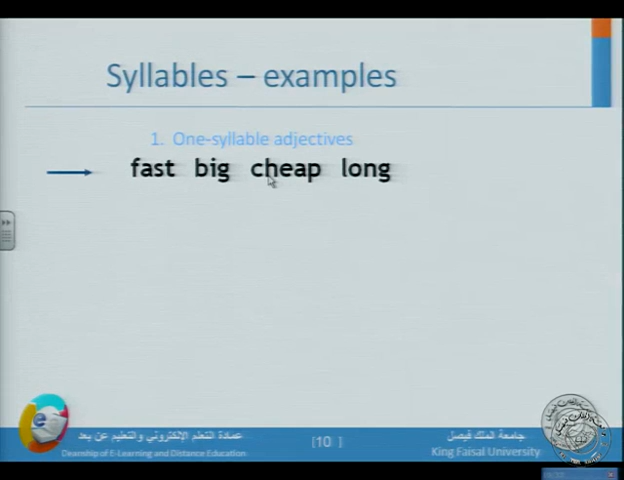 Syllables – examples
1. One-syllable adjectives
fast big cheap long
عمادة التعلم الإلكتروني والتعليم عن بعد
Deanship of E-Learning and Distance Education
[10 ]
جامعة الملك فيصل
King Faisal University